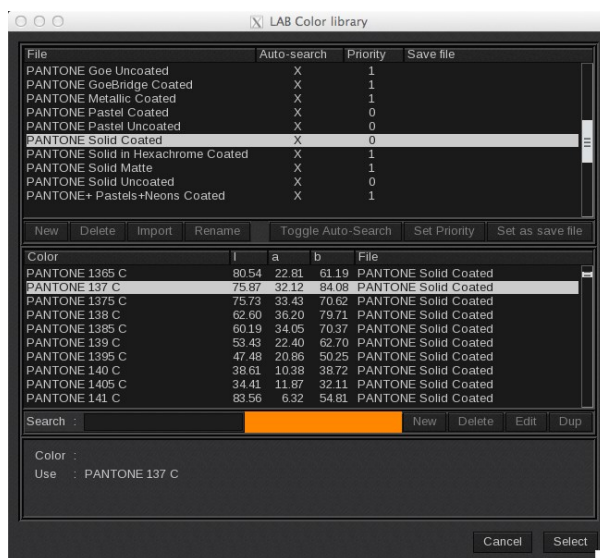 LAB Color library
File Auto-search Priority Save file
PANTONE Goe Uncoated X 1
PANTONE GoeBridge Coated X 1
PANTONE Metallic Coated X 1
PANTONE Pastel Coated X 0
PANTONE Pastel Uncoated X 0
PANTONE Solid Coated X 0
PANTONE Solid in Hexachrome Coated X 1
PANTONE Solid Matte X 1
PANTONE Solid Uncoated X 0
PANTONE+ Pastels+Neons Coated X 1
New Delete Import Rename Toggle Auto-Search Set Priority Set as save file
Color l a b File
PANTONE 1365 C 80.54 22.81 61.19 PANTONE Solid Coated
PANTONE 137 C 75.87 32.12 84.08 PANTONE Solid Coated
PANTONE 1375 C 75.73 33.43 70.62 PANTONE Solid Coated
PANTONE 138 C 62.60 36.20 79.71 PANTONE Solid Coated
PANTONE 1385 C 60.19 34.05 70.37 PANTONE Solid Coated
PANTONE 139 C 53.43 22.40 62.70 PANTONE Solid Coated
PANTONE 1395 C 47.48 20.86 50.25 PANTONE Solid Coated
PANTONE 140 C 38.61 10.38 38.72 PANTONE Solid Coated
PANTONE 1405 C 34.41 11.87 32.11 PANTONE Solid Coated
PANTONE 141 C 83.56 6.32 54.81 PANTONE Solid Coated
Search : New Delete Edit Dup
Color :
Use : PANTONE 137 C
Cancel Select